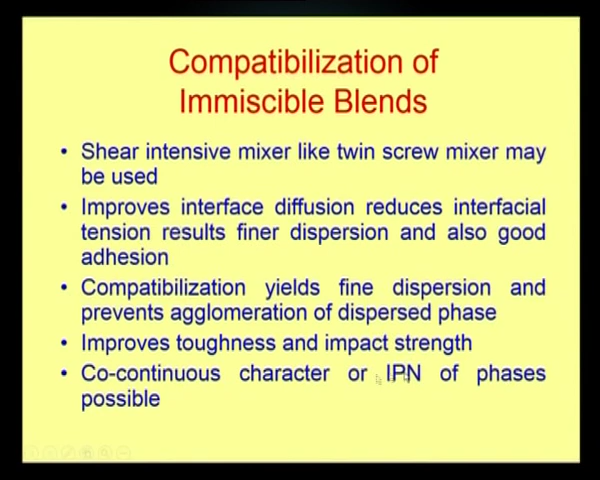 Compatibilization of
Immiscible Blends
• Shear intensive mixer like twin screw mixer may
be used
• Improves interface diffusion reduces interfacial
tension results finer dispersion and also good
adhesion
• Compatibilization yields fine dispersion and
prevents agglomeration of dispersed phase
• Improves toughness and impact strength
• Co-continuous character or IPN of phases
possible